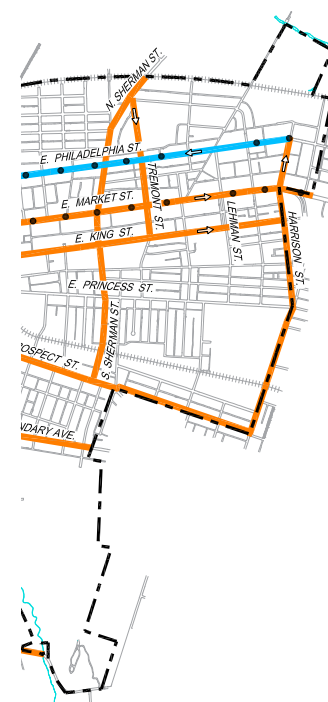 N. SHERMAN ST.
E. PHILADELPHIA ST.
TREMONT ST.
E. MARKET ST.
LEHMAN ST.
HARRISON ST.
E. KING ST.
E. PRINCESS ST.
S. SHERMAN ST.
OSPECT ST.
NDARY AVE.